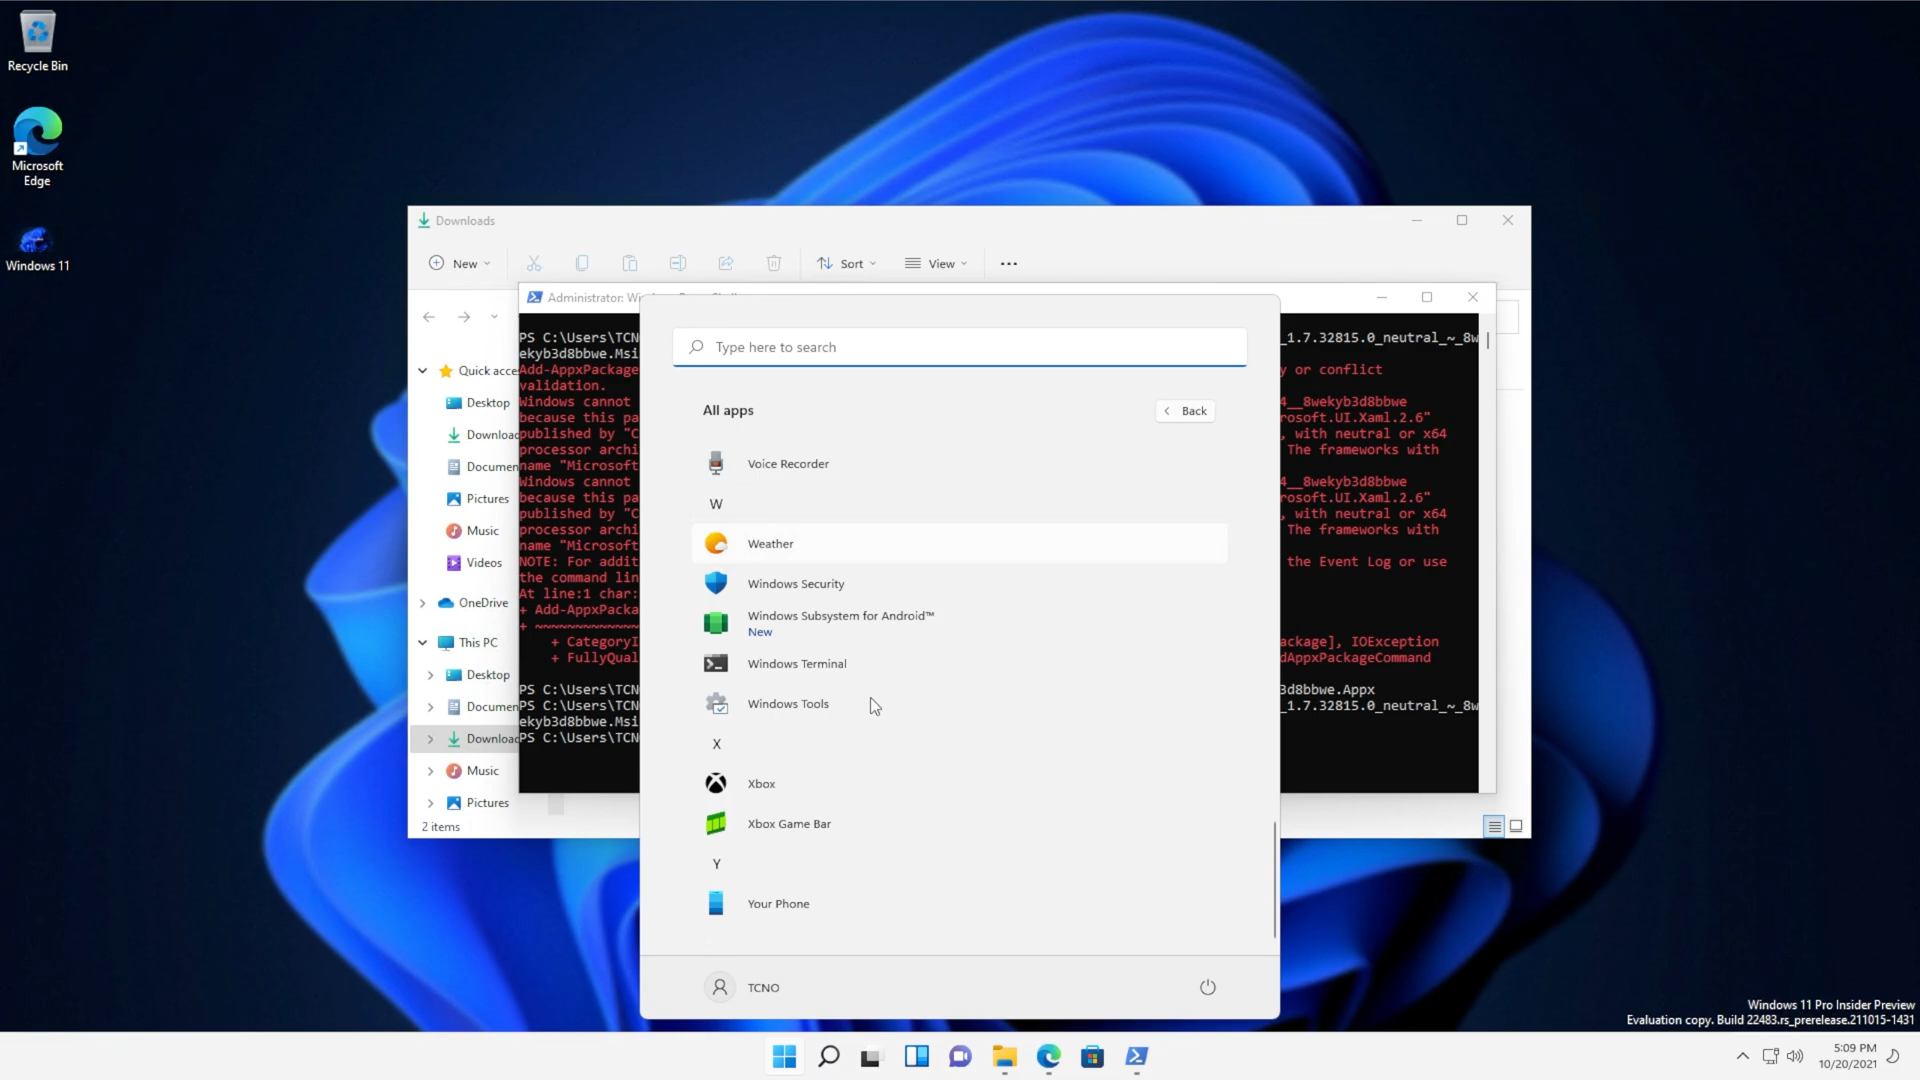 Recycle Bin
Microsoft
Edge
Windows 11
Downloads
New
Sort
View
Administrator: Wi
PS C:\Users\TCN
_1.7.32815.0_neutral_~_8w
ekyb3d8bbwe.Msi
Quick acce
Add-AppxPackage
y or conflict
validation.
Desktop
Windows cannot
4__8wekyb3d8bbwe
because this pa
rosoft.UI.Xaml.2.6"
Downloa
published by "C
, with neutral or x64
processor archi
The frameworks with
Documen
name "Microsoft
Windows cannot
4__8wekyb3d8bbwe
Pictures
because this pa
rosoft.UI.Xaml.2.6"
published by "C
, with neutral or x64
Music
processor archi
The frameworks with
name "Microsoft
Videos
NOTE: For addit
the Event Log or use
the command lin
At line:1 char:
OneDrive
+ Add-AppxPacka
+ ~~~~~~~~~~~~~
This PC
+ CategoryI
ackage], IOException
+ FullyQual
dAppxPackageCommand
Desktop
PS C:\Users\TCN
3d8bbwe.Appx
Documen
PS C:\Users\TCN
_1.7.32815.0_neutral_~_8w
ekyb3d8bbwe.Msi
Downloa
PS C:\Users\TCN
Music
Pictures
2 items
Type here to search
All apps
Back
Voice Recorder
W
Weather
Windows Security
Windows Subsystem for Android™
New
Windows Terminal
Windows Tools
X
Xbox
Xbox Game Bar
Y
Your Phone
TCNO
Windows 11 Pro Insider Preview
Evaluation copy. Build 22483.rs_prerelease.211015-1431
5:09 PM
10/20/2021